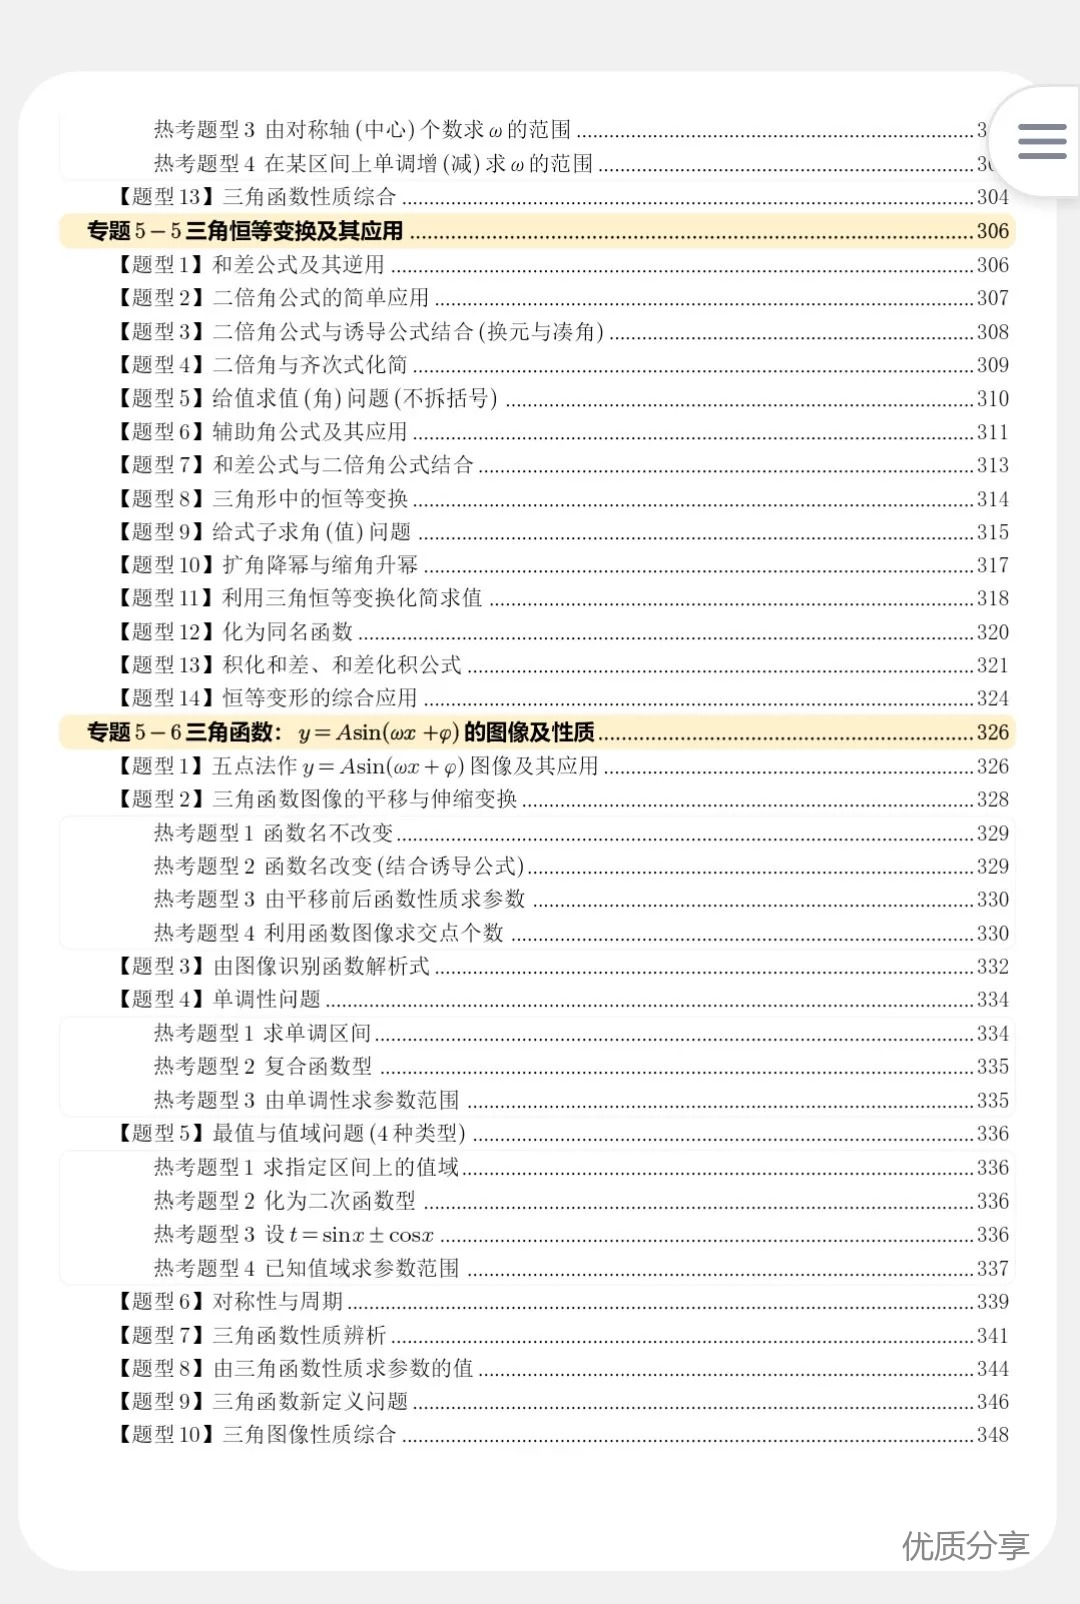 热考题型3 由对称轴(中心)个数求ω的范围 3
热考题型4 在某区间上单调增(减)求ω的范围 3
【题型13】三角函数性质综合 304
专题5-5三角恒等变换及其应用 306
【题型1】和差公式及其逆用 306
【题型2】二倍角公式的简单应用 307
【题型3】二倍角公式与诱导公式结合(换元与凑角) 308
【题型4】二倍角与齐次式化简 309
【题型5】给值求值(角)问题(不拆括号) 310
【题型6】辅助角公式及其应用 311
【题型7】和差公式与二倍角公式结合 313
【题型8】三角形中的恒等变换 314
【题型9】给式子求角(值)问题 315
【题型10】扩角降幂与缩角升幂 317
【题型11】利用三角恒等变换化简求值 318
【题型12】化为同名函数 320
【题型13】积化和差、和差化积公式 321
【题型14】恒等变形的综合应用 324
专题5-6三角函数：y=Asin(ωx+φ)的图像及性质 326
【题型1】五点法作y=Asin(ωx+φ)图像及其应用 326
【题型2】三角函数图像的平移与伸缩变换 328
热考题型1 函数名不改变 329
热考题型2 函数名改变(结合诱导公式) 329
热考题型3 由平移前后函数性质求参数 330
热考题型4 利用函数图像求交点个数 330
【题型3】由图像识别函数解析式 332
【题型4】单调性问题 334
热考题型1 求单调区间 334
热考题型2 复合函数型 335
热考题型3 由单调性求参数范围 335
【题型5】最值与值域问题(4种类型) 336
热考题型1 求指定区间上的值域 336
热考题型2 化为二次函数型 336
热考题型3 设t=sinx±cosx 336
热考题型4 已知值域求参数范围 337
【题型6】对称性与周期 339
【题型7】三角函数性质辨析 341
【题型8】由三角函数性质求参数的值 344
【题型9】三角函数新定义问题 346
【题型10】三角图像性质综合 348
优质分享